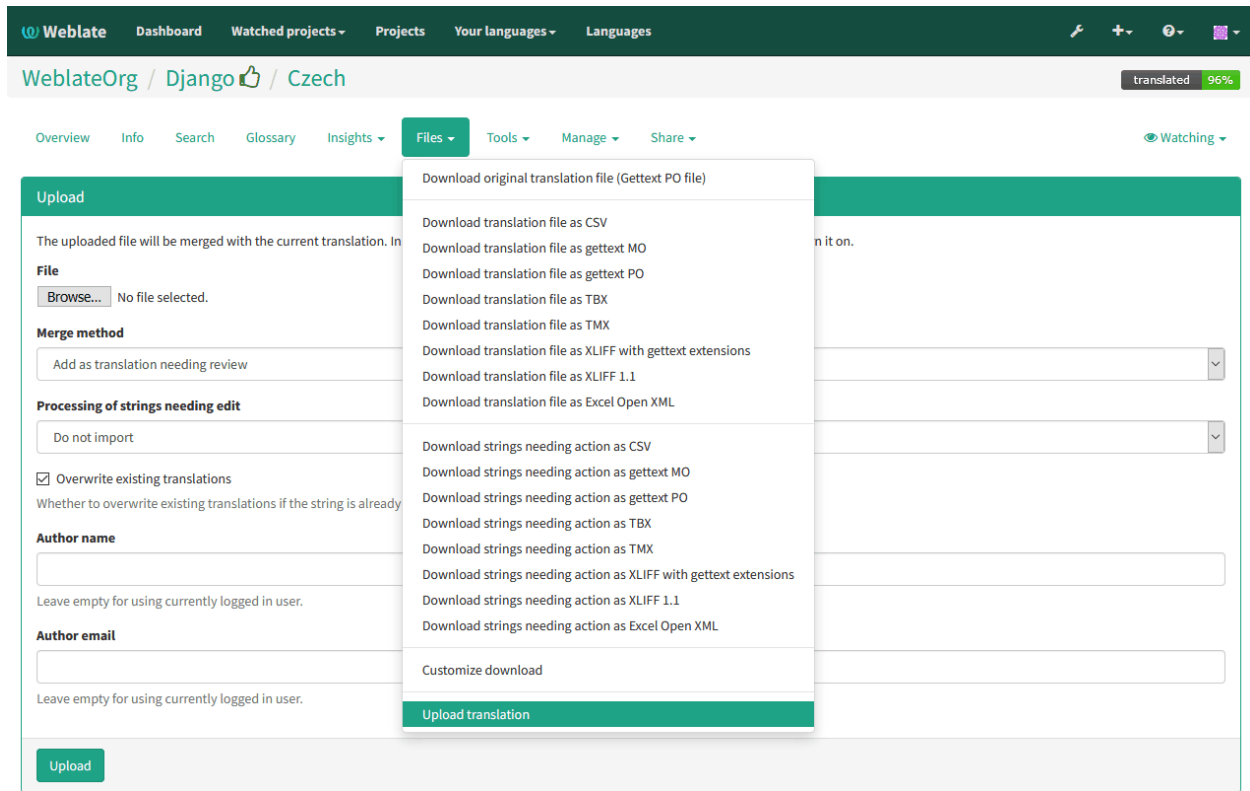 Weblate Dashboard Watched projects Projects Your languages Languages
WeblateOrg / Django / Czech
translated 96%
Overview Info Search Glossary Insights Files Tools Manage Share Watching
Download original translation file (Gettext PO file)
Upload
Download translation file as CSV
The uploaded file will be merged with the current translation. In
n it on.
Download translation file as gettext MO
File
Download translation file as gettext PO
Browse... No file selected.
Download translation file as TBX
Download translation file as TMX
Merge method
Download translation file as XLIFF with gettext extensions
Add as translation needing review
Download translation file as XLIFF 1.1
Processing of strings needing edit
Download translation file as Excel Open XML
Do not import
Download strings needing action as CSV
Download strings needing action as gettext MO
Overwrite existing translations
Download strings needing action as gettext PO
Whether to overwrite existing translations if the string is already
Download strings needing action as TBX
Author name
Download strings needing action as TMX
Download strings needing action as XLIFF with gettext extensions
Leave empty for using currently logged in user.
Download strings needing action as XLIFF 1.1
Download strings needing action as Excel Open XML
Author email
Customize download
Leave empty for using currently logged in user.
Upload translation
Upload